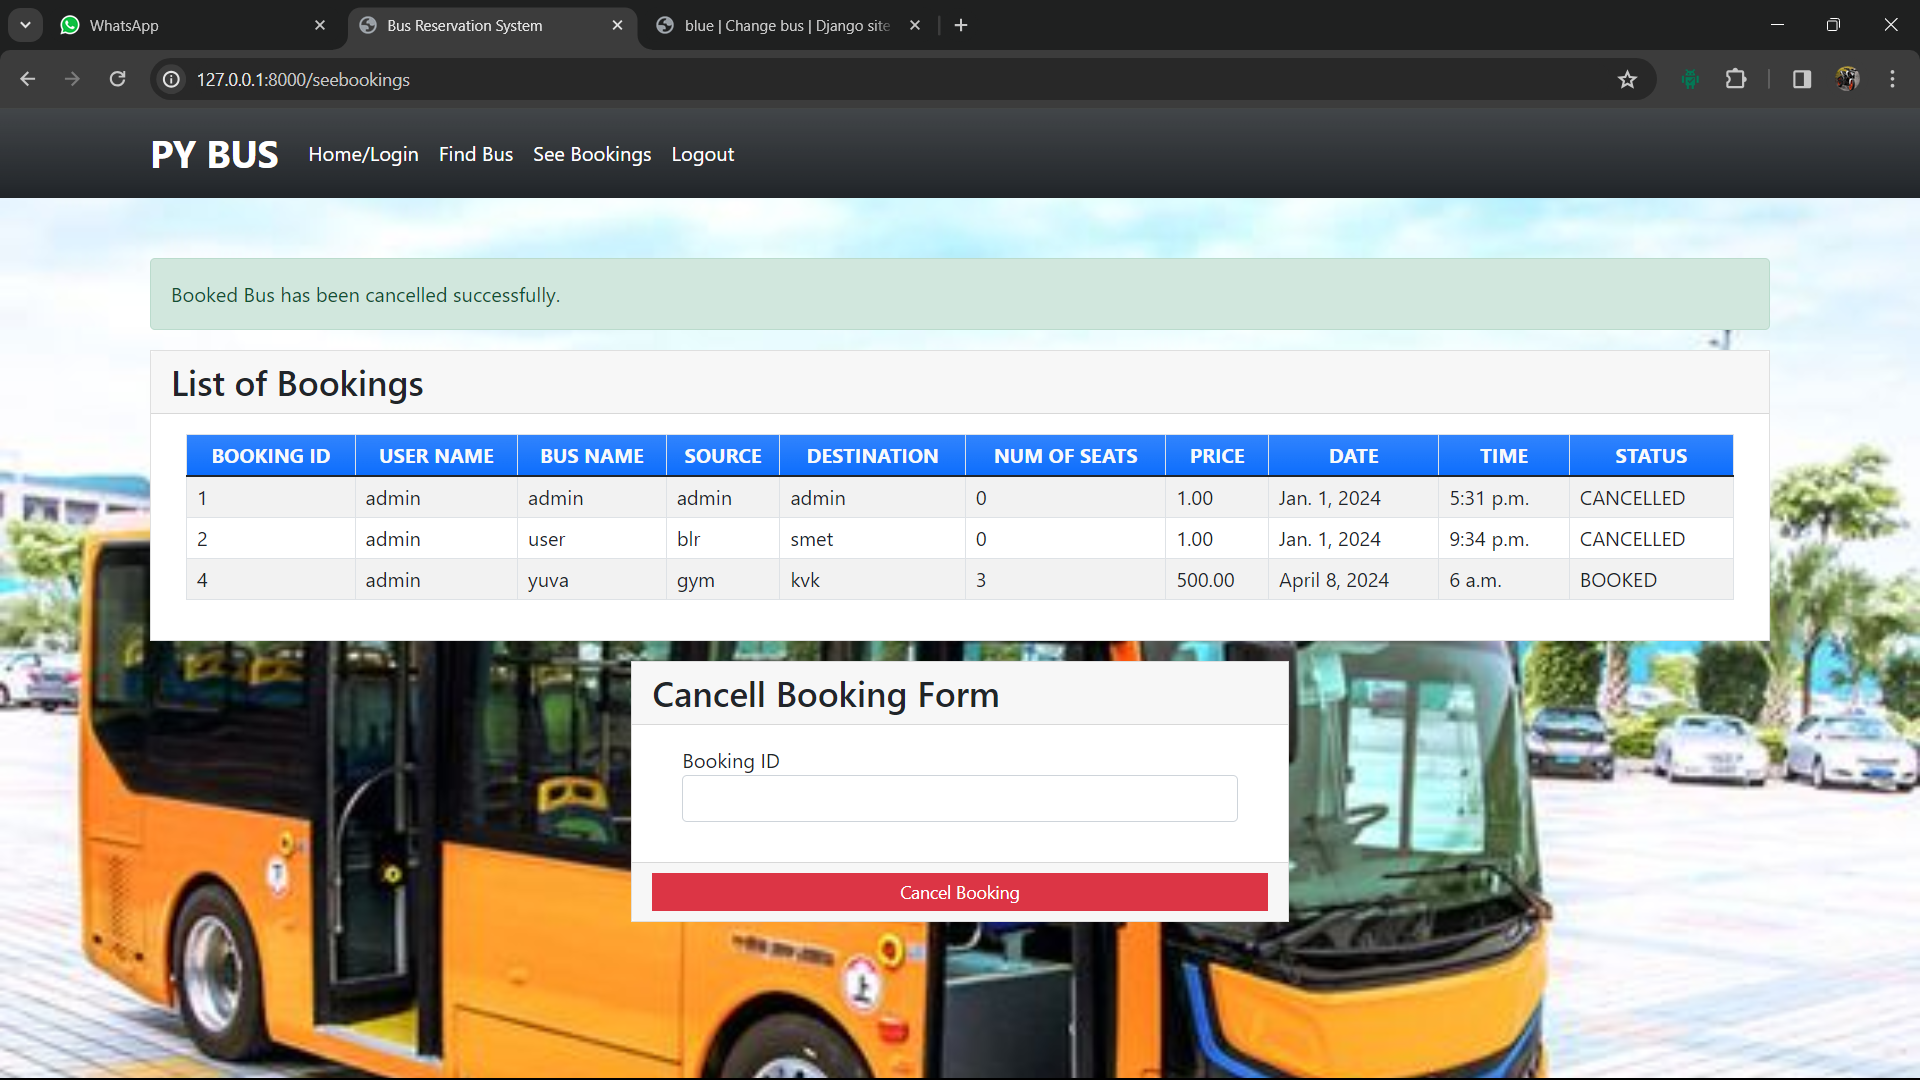 WhatsApp
Bus Reservation System
blue | Change bus | Django site
127.0.0.1:8000/seebookings
PY BUS Home/Login Find Bus See Bookings Logout
Booked Bus has been cancelled successfully.
List of Bookings
BOOKING ID USER NAME BUS NAME SOURCE DESTINATION NUM OF SEATS PRICE DATE TIME STATUS
1 admin admin admin admin 0 1.00 Jan. 1, 2024 5:31 p.m. CANCELLED
2 admin user blr smet 0 1.00 Jan. 1, 2024 9:34 p.m. CANCELLED
4 admin yuva gym kvk 3 500.00 April 8, 2024 6 a.m. BOOKED
Cancell Booking Form
Booking ID
Cancel Booking
上